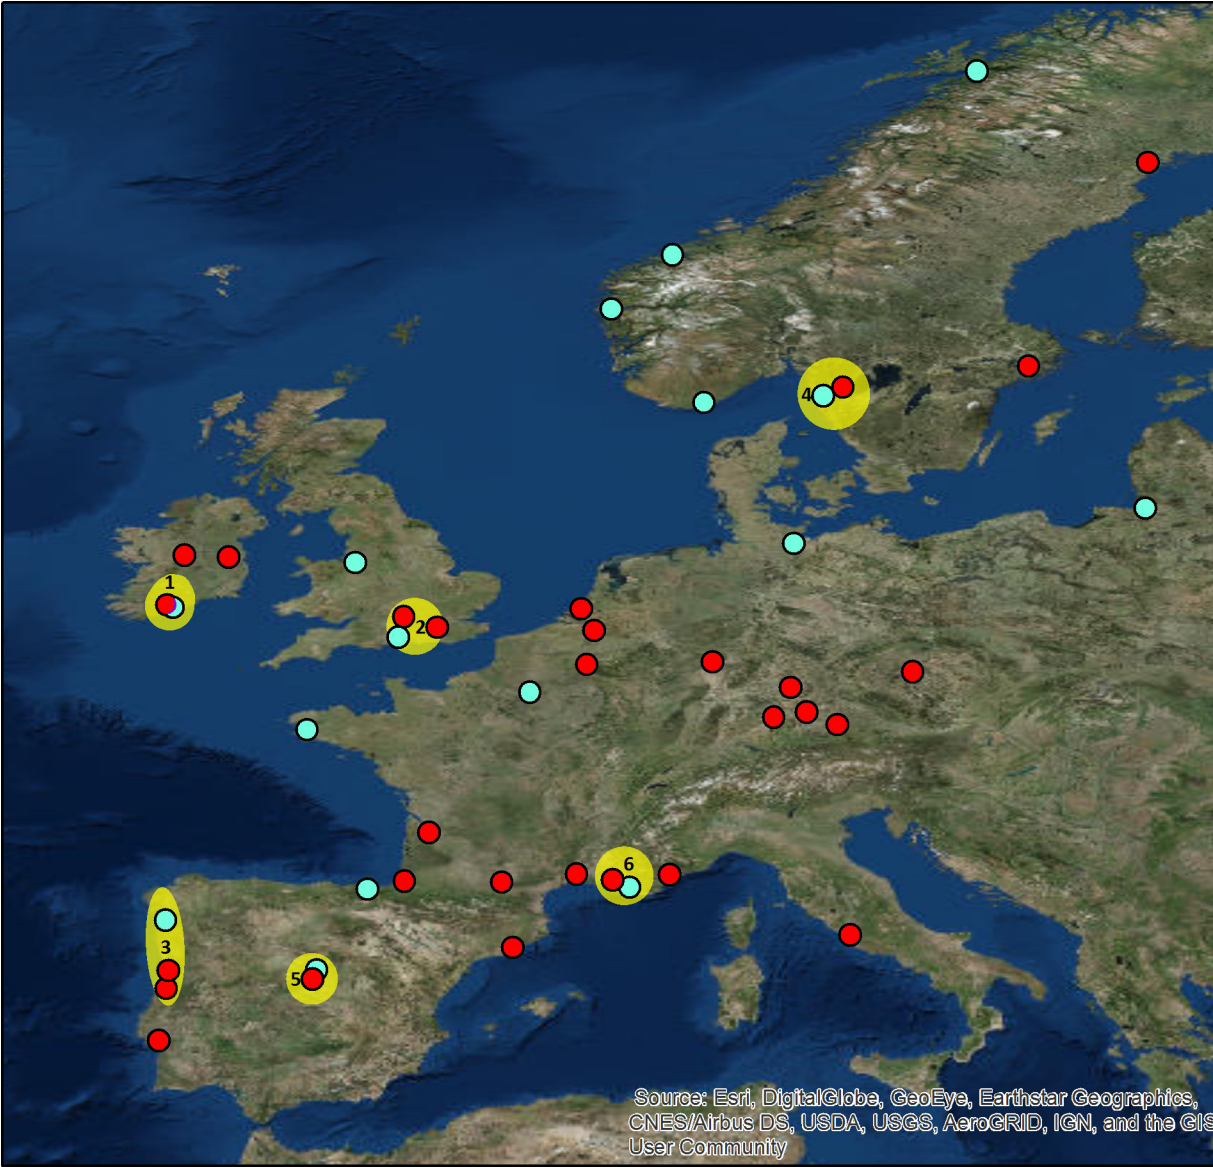 4
1
2
6
3
5
Source: Esri, DigitalGlobe, GeoEye, Earthstar Geographics,
CNES/Airbus DS, USDA, USGS, AeroGRID, IGN, and the GIS
User Community